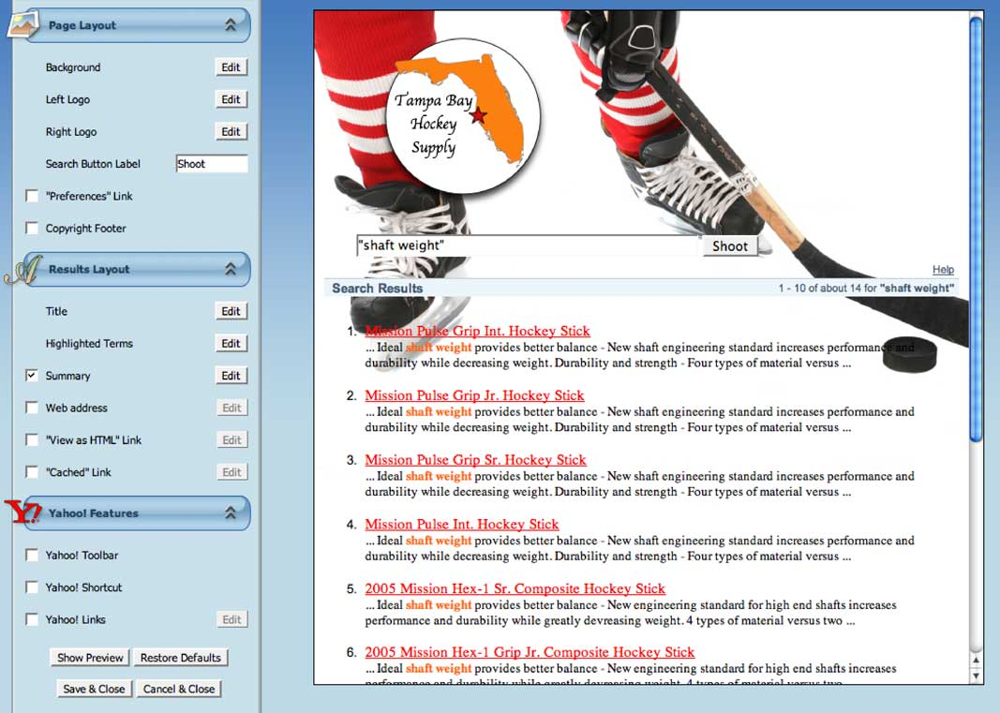 Page Layout
Background Edit
Left Logo Edit
Right Logo Edit
Search Button Label Shoot
"Preferences" Link
Copyright Footer
Results Layout
Title Edit
Highlighted Terms Edit
Summary Edit
Web address Edit
"View as HTML" Link Edit
"Cached" Link Edit
Y! Yahoo! Features
Yahoo! Toolbar
Yahoo! Shortcut
Yahoo! Links Edit
Show Preview Restore Defaults
Save & Close Cancel & Close
Tampa Bay
Hockey
Supply
"shaft weight" Shoot
Help
Search Results 1 - 10 of about 14 for "shaft weight"
1. Mission Pulse Grip Int. Hockey Stick
... Ideal shaft weight provides better balance - New shaft engineering standard increases performance and
durability while decreasing weight. Durability and strength - Four types of material versus ...
2. Mission Pulse Grip Jr. Hockey Stick
... Ideal shaft weight provides better balance - New shaft engineering standard increases performance and
durability while decreasing weight. Durability and strength - Four types of material versus ...
3. Mission Pulse Grip Sr. Hockey Stick
... Ideal shaft weight provides better balance - New shaft engineering standard increases performance and
durability while decreasing weight. Durability and strength - Four types of material versus ...
4. Mission Pulse Int. Hockey Stick
... Ideal shaft weight provides better balance - New shaft engineering standard increases performance and
durability while decreasing weight. Durability and strength - Four types of material versus ...
5. 2005 Mission Hex-1 Sr. Composite Hockey Stick
... Ideal shaft weight provides better balance - New engineering standard for high end shafts increases
performance and durability while greatly devreasing weight. 4 types of material versus two ...
6. 2005 Mission Hex-1 Grip Jr. Composite Hockey Stick
... Ideal shaft weight provides better balance - New engineering standard for high end shafts increases
performance and durability while greatly devreasing weight. 4 types of material versus two ...